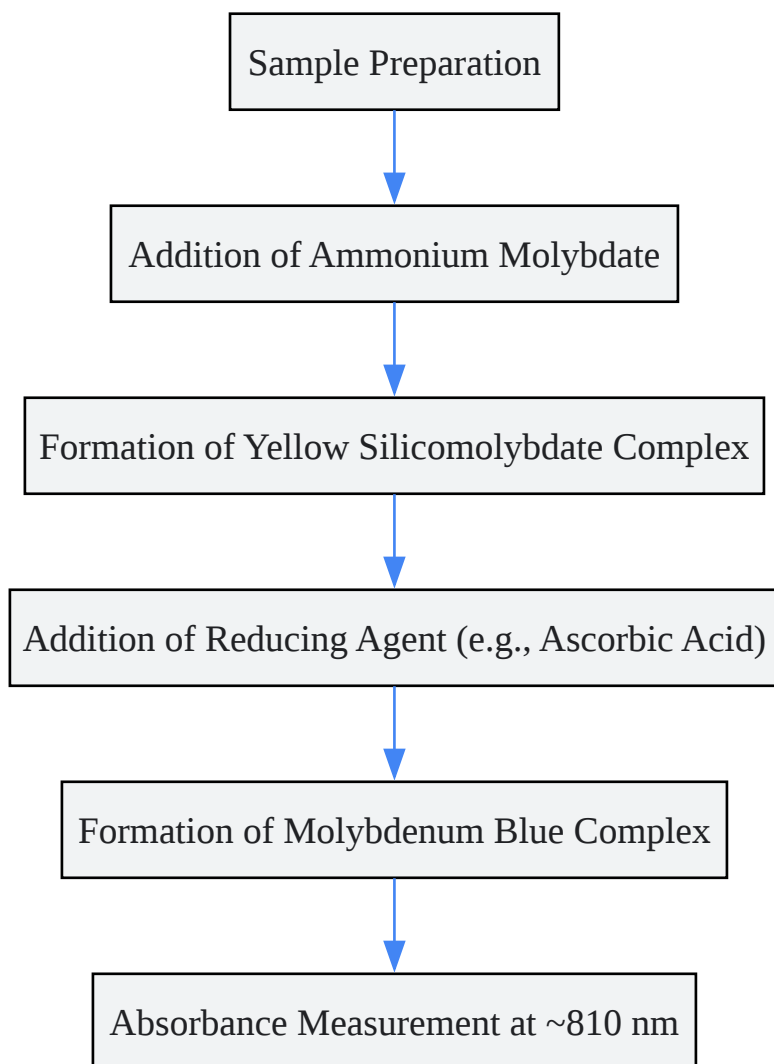 Sample Preparation
Addition of Ammonium Molybdate
Formation of Yellow Silicomolybdate Complex
Addition of Reducing Agent (e.g., Ascorbic Acid)
Formation of Molybdenum Blue Complex
Absorbance Measurement at ~810 nm